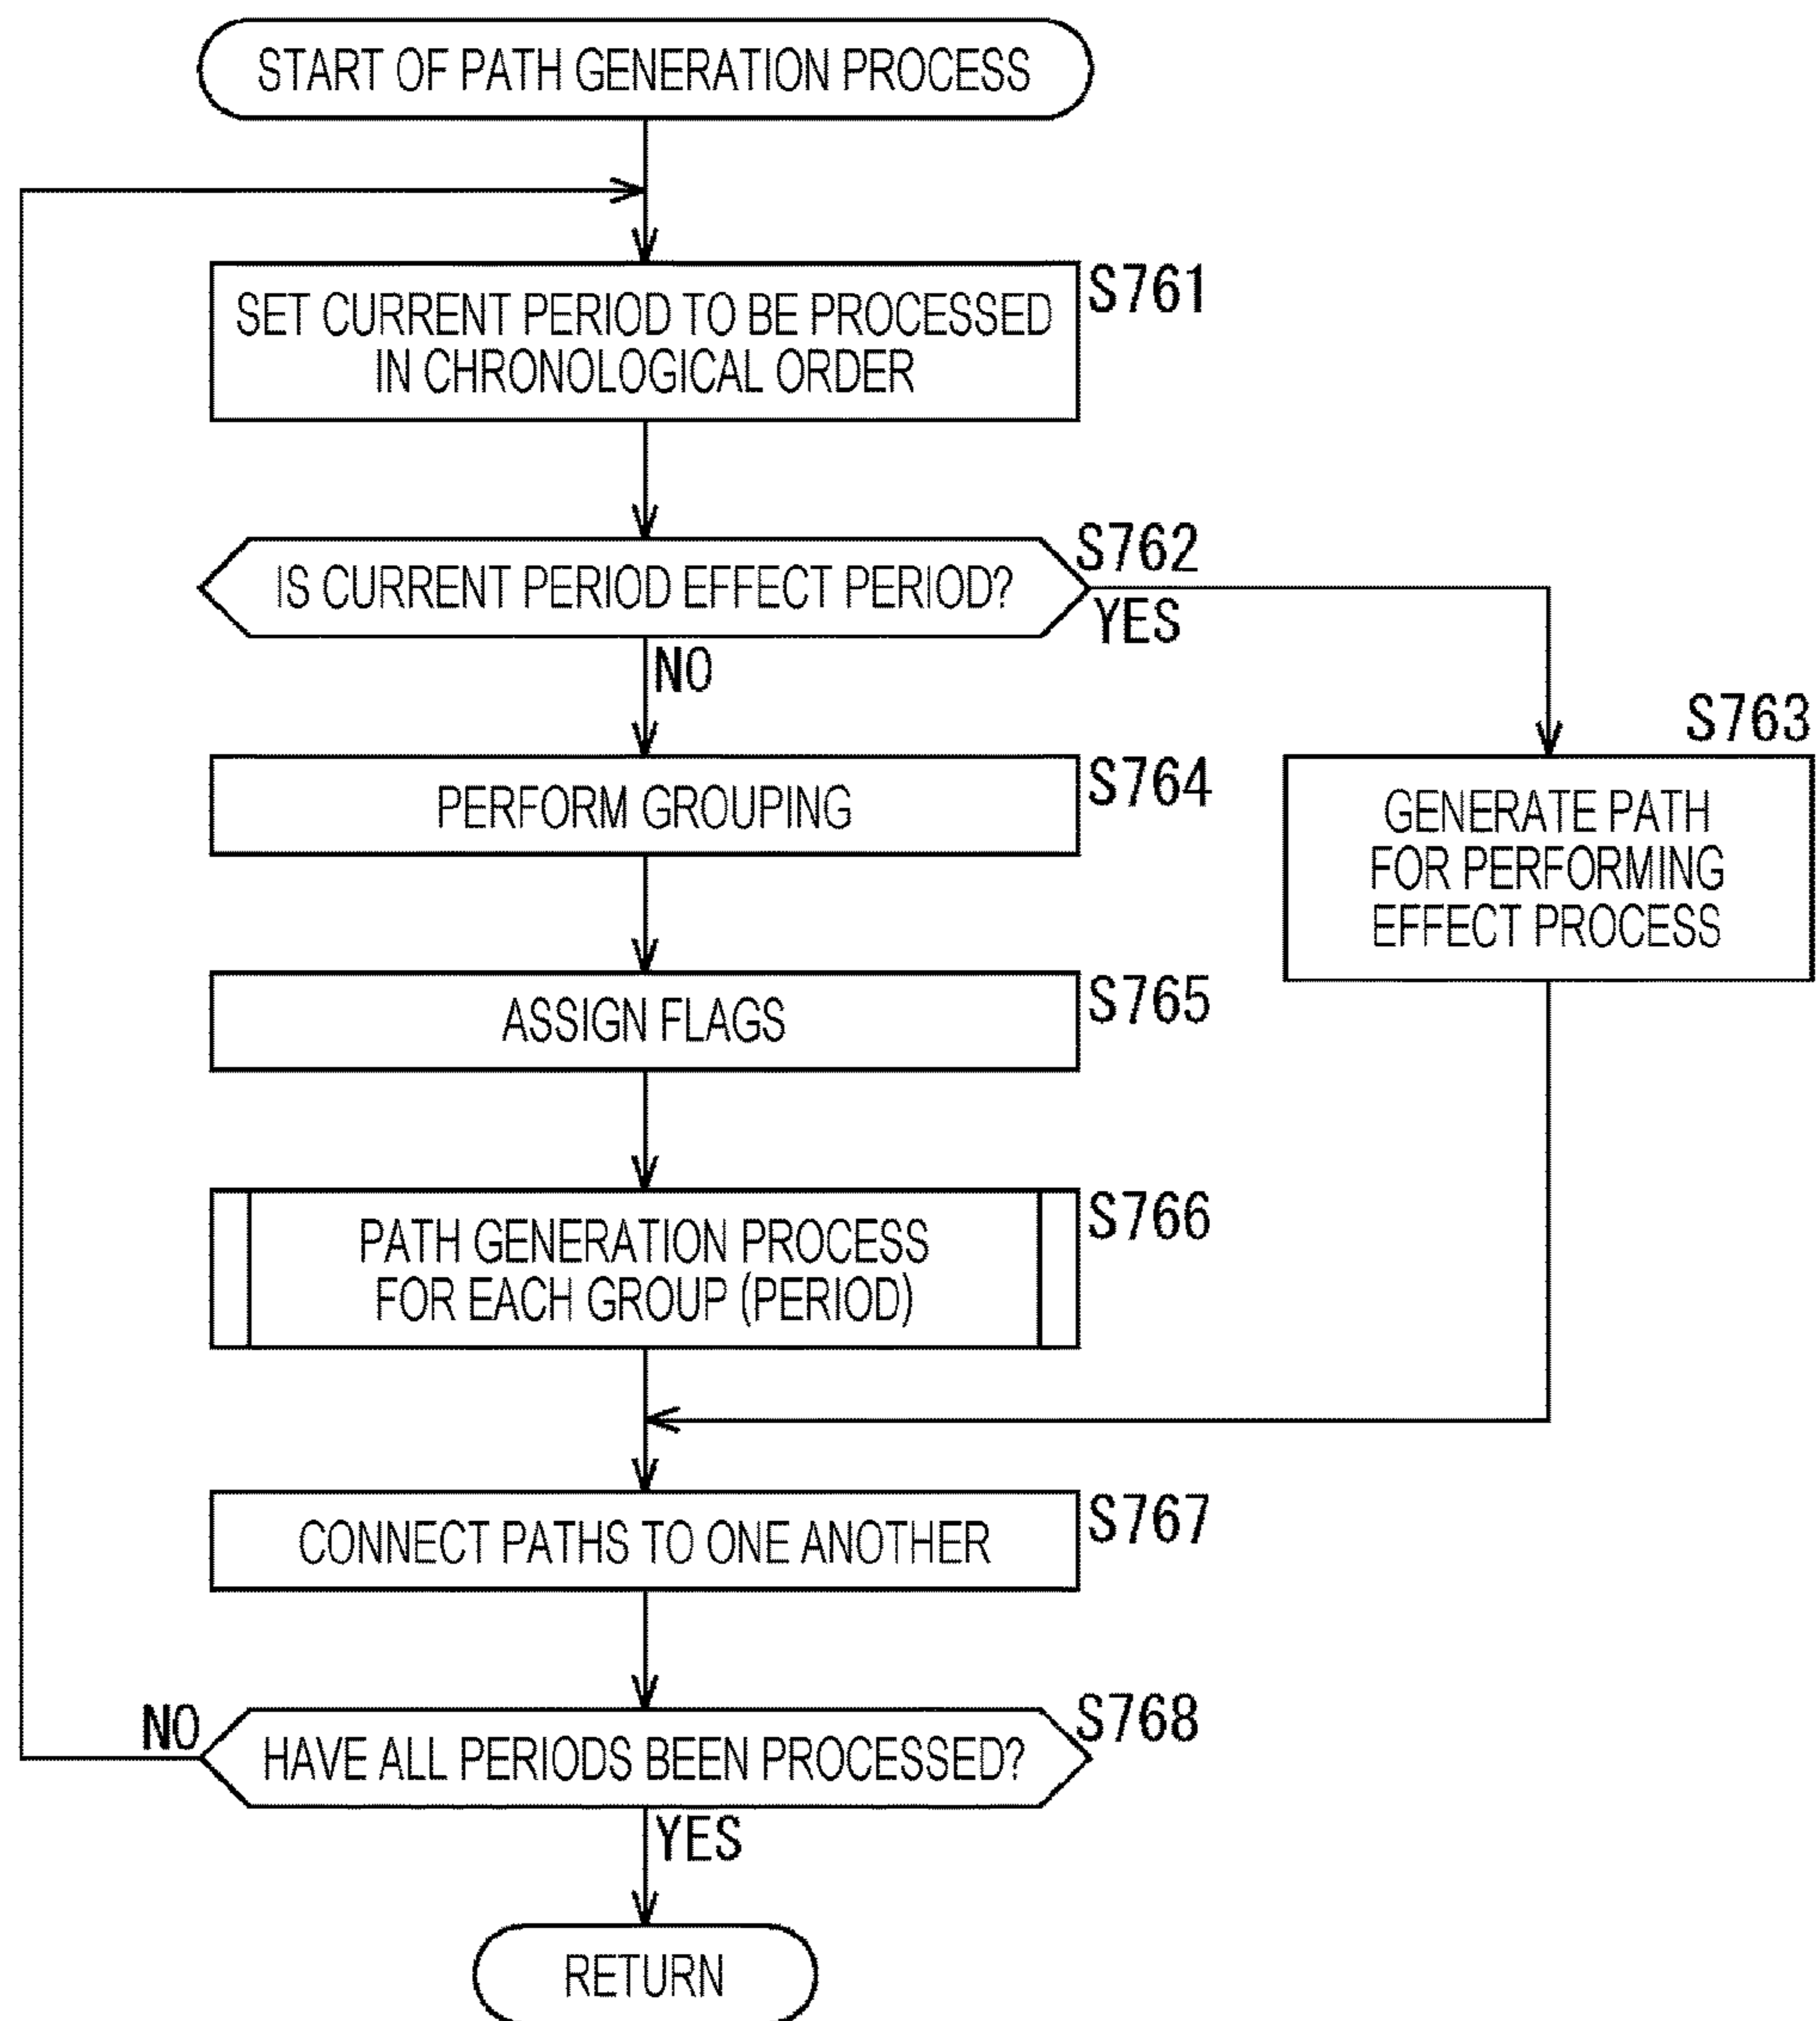 START OF PATH GENERATION PROCESS
SET CURRENT PERIOD TO BE PROCESSED
IN CHRONOLOGICAL ORDER
S761
IS CURRENT PERIOD EFFECT PERIOD?
S762
YES
NO
S763
GENERATE PATH
FOR PERFORMING
EFFECT PROCESS
PERFORM GROUPING
S764
ASSIGN FLAGS
S765
PATH GENERATION PROCESS
FOR EACH GROUP (PERIOD)
S766
CONNECT PATHS TO ONE ANOTHER
S767
NO
HAVE ALL PERIODS BEEN PROCESSED?
S768
YES
RETURN